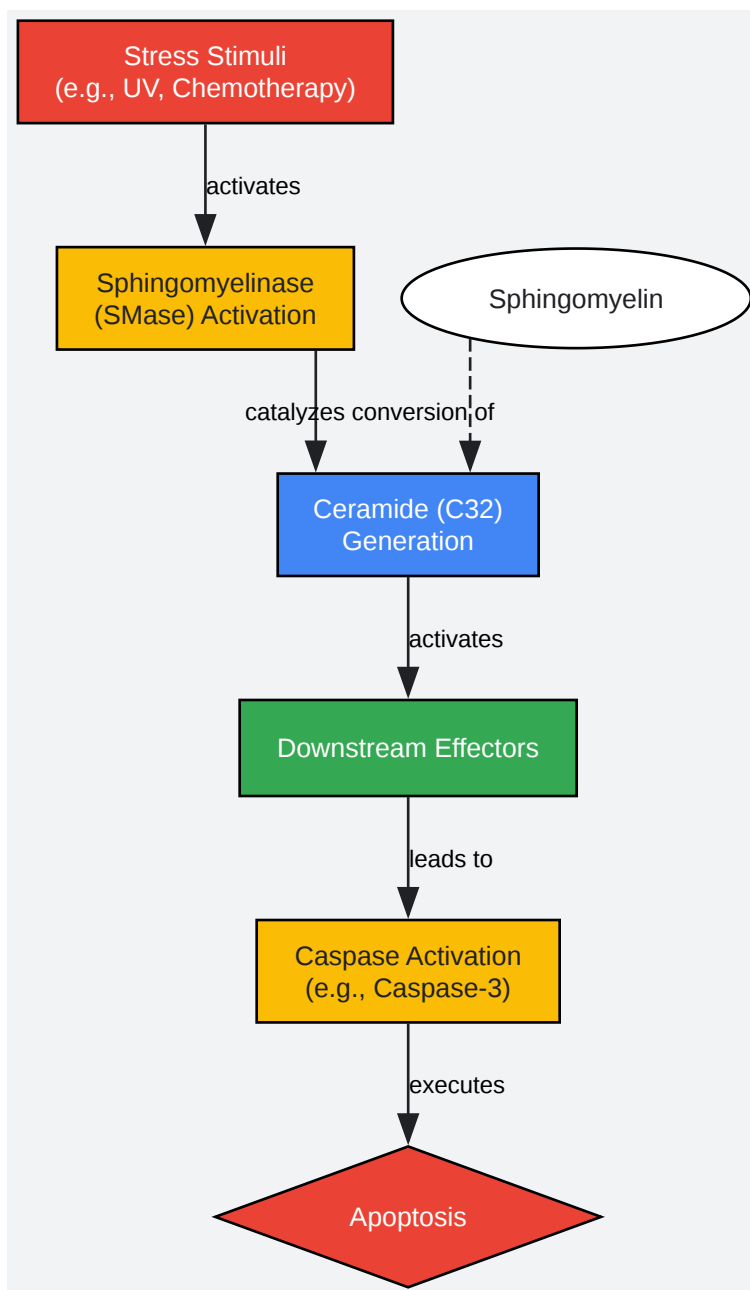 Stress Stimuli
(e.g., UV, Chemotherapy)
activates
Sphingomyelinase
(SMase) Activation
Sphingomyelin
catalyzes conversion of
Ceramide (C32)
Generation
activates
Downstream Effectors
leads to
Caspase Activation
(e.g., Caspase-3)
executes
Apoptosis